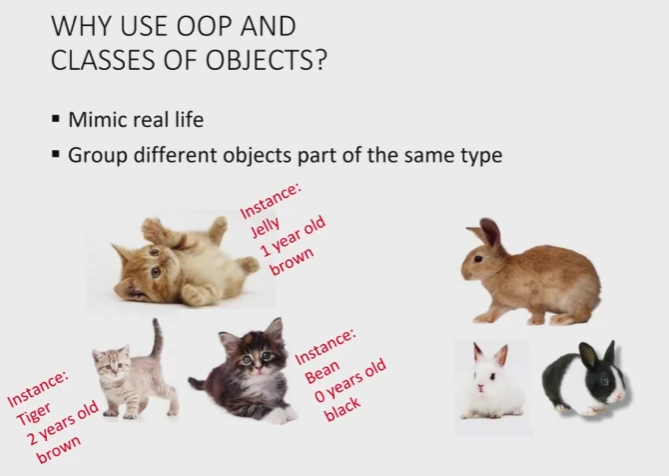 WHY USE OOP AND
CLASSES OF OBJECTS?
▪ Mimic real life
▪ Group different objects part of the same type
Instance:
Jelly
1 year old
brown
Instance:
Tiger
2 years old
brown
Instance:
Bean
0 years old
black